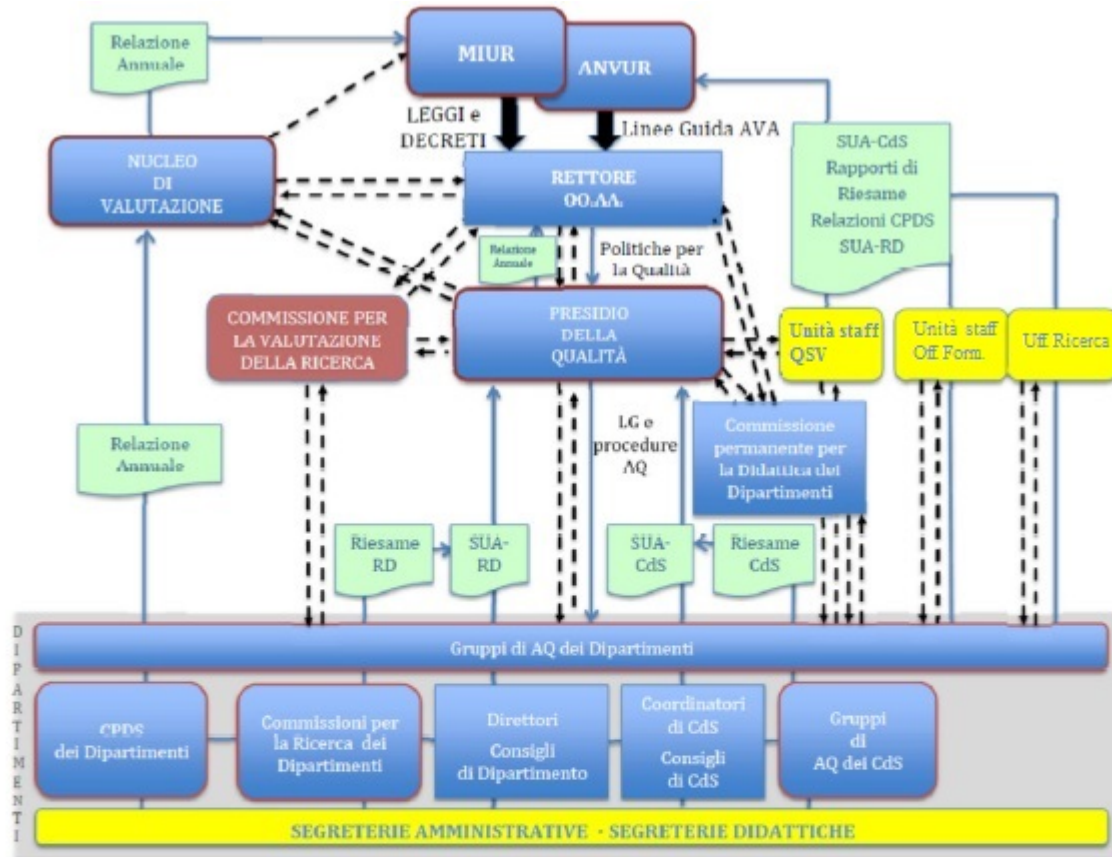 Relazione
Annuale
MIUR
ANVUR
LEGGI e
DECRETI
Linee Guida AVA
NUCLEO
DI
VALUTAZIONE
RETTORE
OO.AA.
SUA-CdS
Rapporti di
Riesame
Relazioni CPDS
SUA-RD
Relazione
Annuale
Politiche per
la Qualità
COMMISSIONE PER
LA VALUTAZIONE
DELLA RICERCA
PRESIDIO
DELLA
QUALITÀ
Unità staff
QSV
Unità staff
Off Form.
Uff Ricerca
Relazione
Annuale
LG e
procedure
AQ
Commissione
permanente per
la Didattica dei
Dipartimenti
Riesame
RD
SUA-
RD
SUA-
CdS
Riesame
CdS
DIPARTIMENTI
Gruppi di AQ dei Dipartimenti
CPDS
dei Dipartimenti
Commissioni per
la Ricerca dei
Dipartimenti
Direttori
Consigli
di Dipartimento
Coordinatori
di CdS
Consigli
di CdS
Gruppi
di
AQ dei CdS
SEGRETERIE AMMINISTRATIVE - SEGRETERIE DIDATTICHE